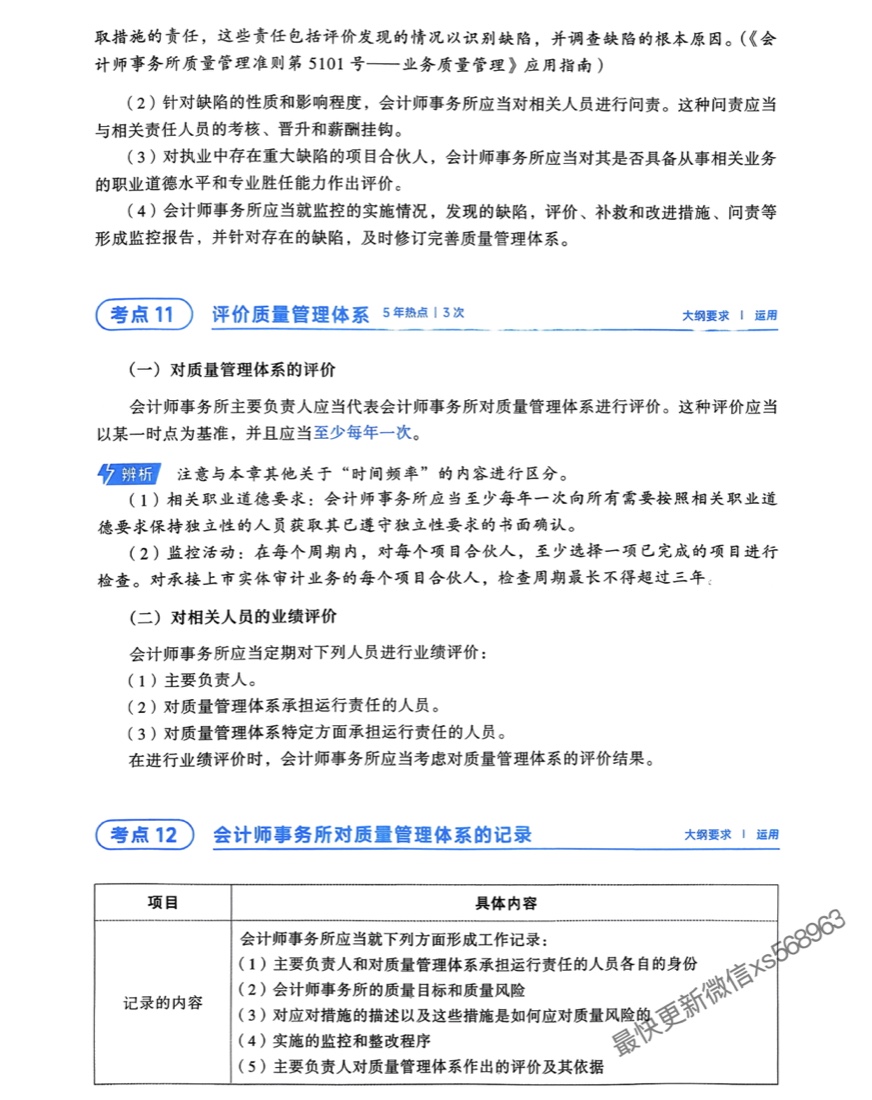 取措施的责任，这些责任包括评价发现的情况以识别缺陷，并调查缺陷的根本原因。（《会
计师事务所质量管理准则第 5101 号——业务质量管理》应用指南）
（2）针对缺陷的性质和影响程度，会计师事务所应当对相关人员进行问责。这种问责应当
与相关责任人员的考核、晋升和薪酬挂钩。
（3）对执业中存在重大缺陷的项目合伙人，会计师事务所应当对其是否具备从事相关业务
的职业道德水平和专业胜任能力作出评价。
（4）会计师事务所应当就监控的实施情况，发现的缺陷，评价、补救和改进措施、问责等
形成监控报告，并针对存在的缺陷，及时修订完善质量管理体系。
考点 11 评价质量管理体系 5 年热点 | 3 次 大纲要求 | 运用
（一）对质量管理体系的评价
会计师事务所主要负责人应当代表会计师事务所对质量管理体系进行评价。这种评价应当
以某一时点为基准，并且应当至少每年一次。
辨析 注意与本章其他关于“时间频率”的内容进行区分。
（1）相关职业道德要求：会计师事务所应当至少每年一次向所有需要按照相关职业道
德要求保持独立性的人员获取其已遵守独立性要求的书面确认。
（2）监控活动：在每个周期内，对每个项目合伙人，至少选择一项已完成的项目进行
检查。对承接上市实体审计业务的每个项目合伙人，检查周期最长不得超过三年。
（二）对相关人员的业绩评价
会计师事务所应当定期对下列人员进行业绩评价：
（1）主要负责人。
（2）对质量管理体系承担运行责任的人员。
（3）对质量管理体系特定方面承担运行责任的人员。
在进行业绩评价时，会计师事务所应当考虑对质量管理体系的评价结果。
考点 12 会计师事务所对质量管理体系的记录 大纲要求 | 运用
项目 具体内容
记录的内容
会计师事务所应当就下列方面形成工作记录：
（1）主要负责人和对质量管理体系承担运行责任的人员各自的身份
（2）会计师事务所的质量目标和质量风险
（3）对应对措施的描述以及这些措施是如何应对质量风险的
（4）实施的监控和整改程序
（5）主要负责人对质量管理体系作出的评价及其依据
最快更新微信xs568963